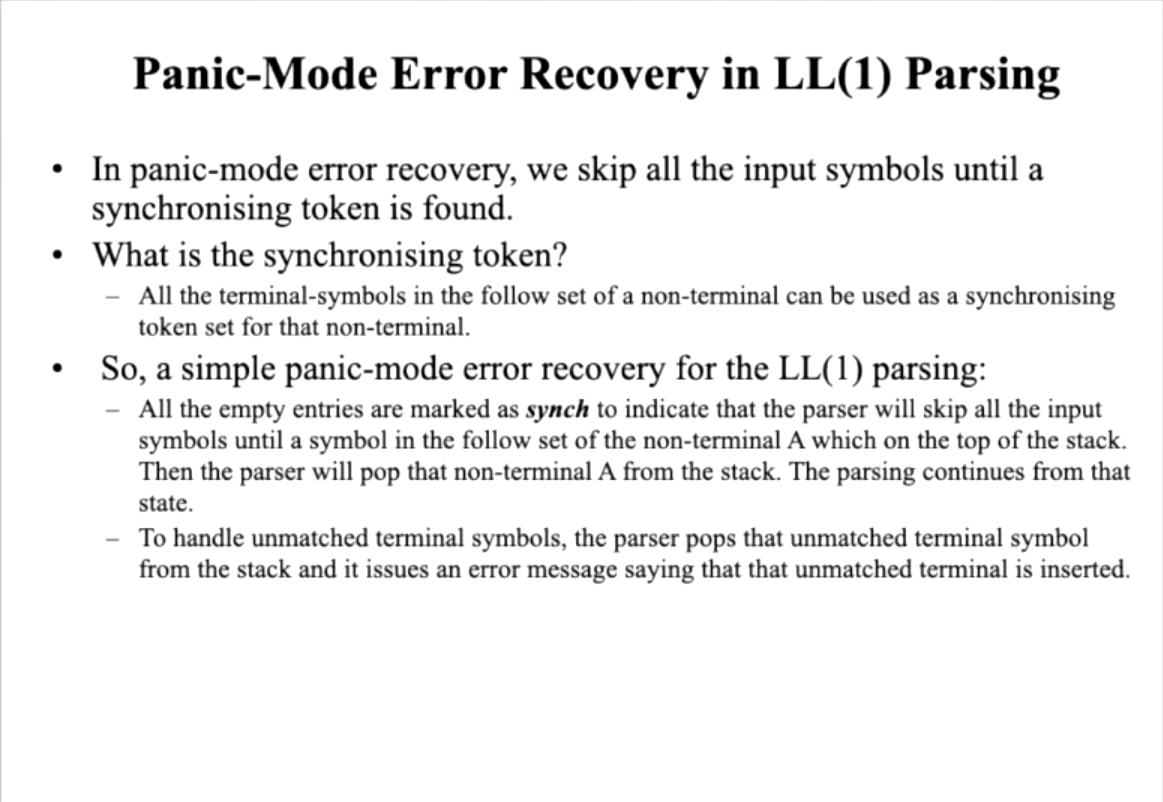 Panic-Mode Error Recovery in LL(1) Parsing
• In panic-mode error recovery, we skip all the input symbols until a
synchronising token is found.
• What is the synchronising token?
– All the terminal-symbols in the follow set of a non-terminal can be used as a synchronising
token set for that non-terminal.
• So, a simple panic-mode error recovery for the LL(1) parsing:
– All the empty entries are marked as synch to indicate that the parser will skip all the input
symbols until a symbol in the follow set of the non-terminal A which on the top of the stack.
Then the parser will pop that non-terminal A from the stack. The parsing continues from that
state.
– To handle unmatched terminal symbols, the parser pops that unmatched terminal symbol
from the stack and it issues an error message saying that that unmatched terminal is inserted.